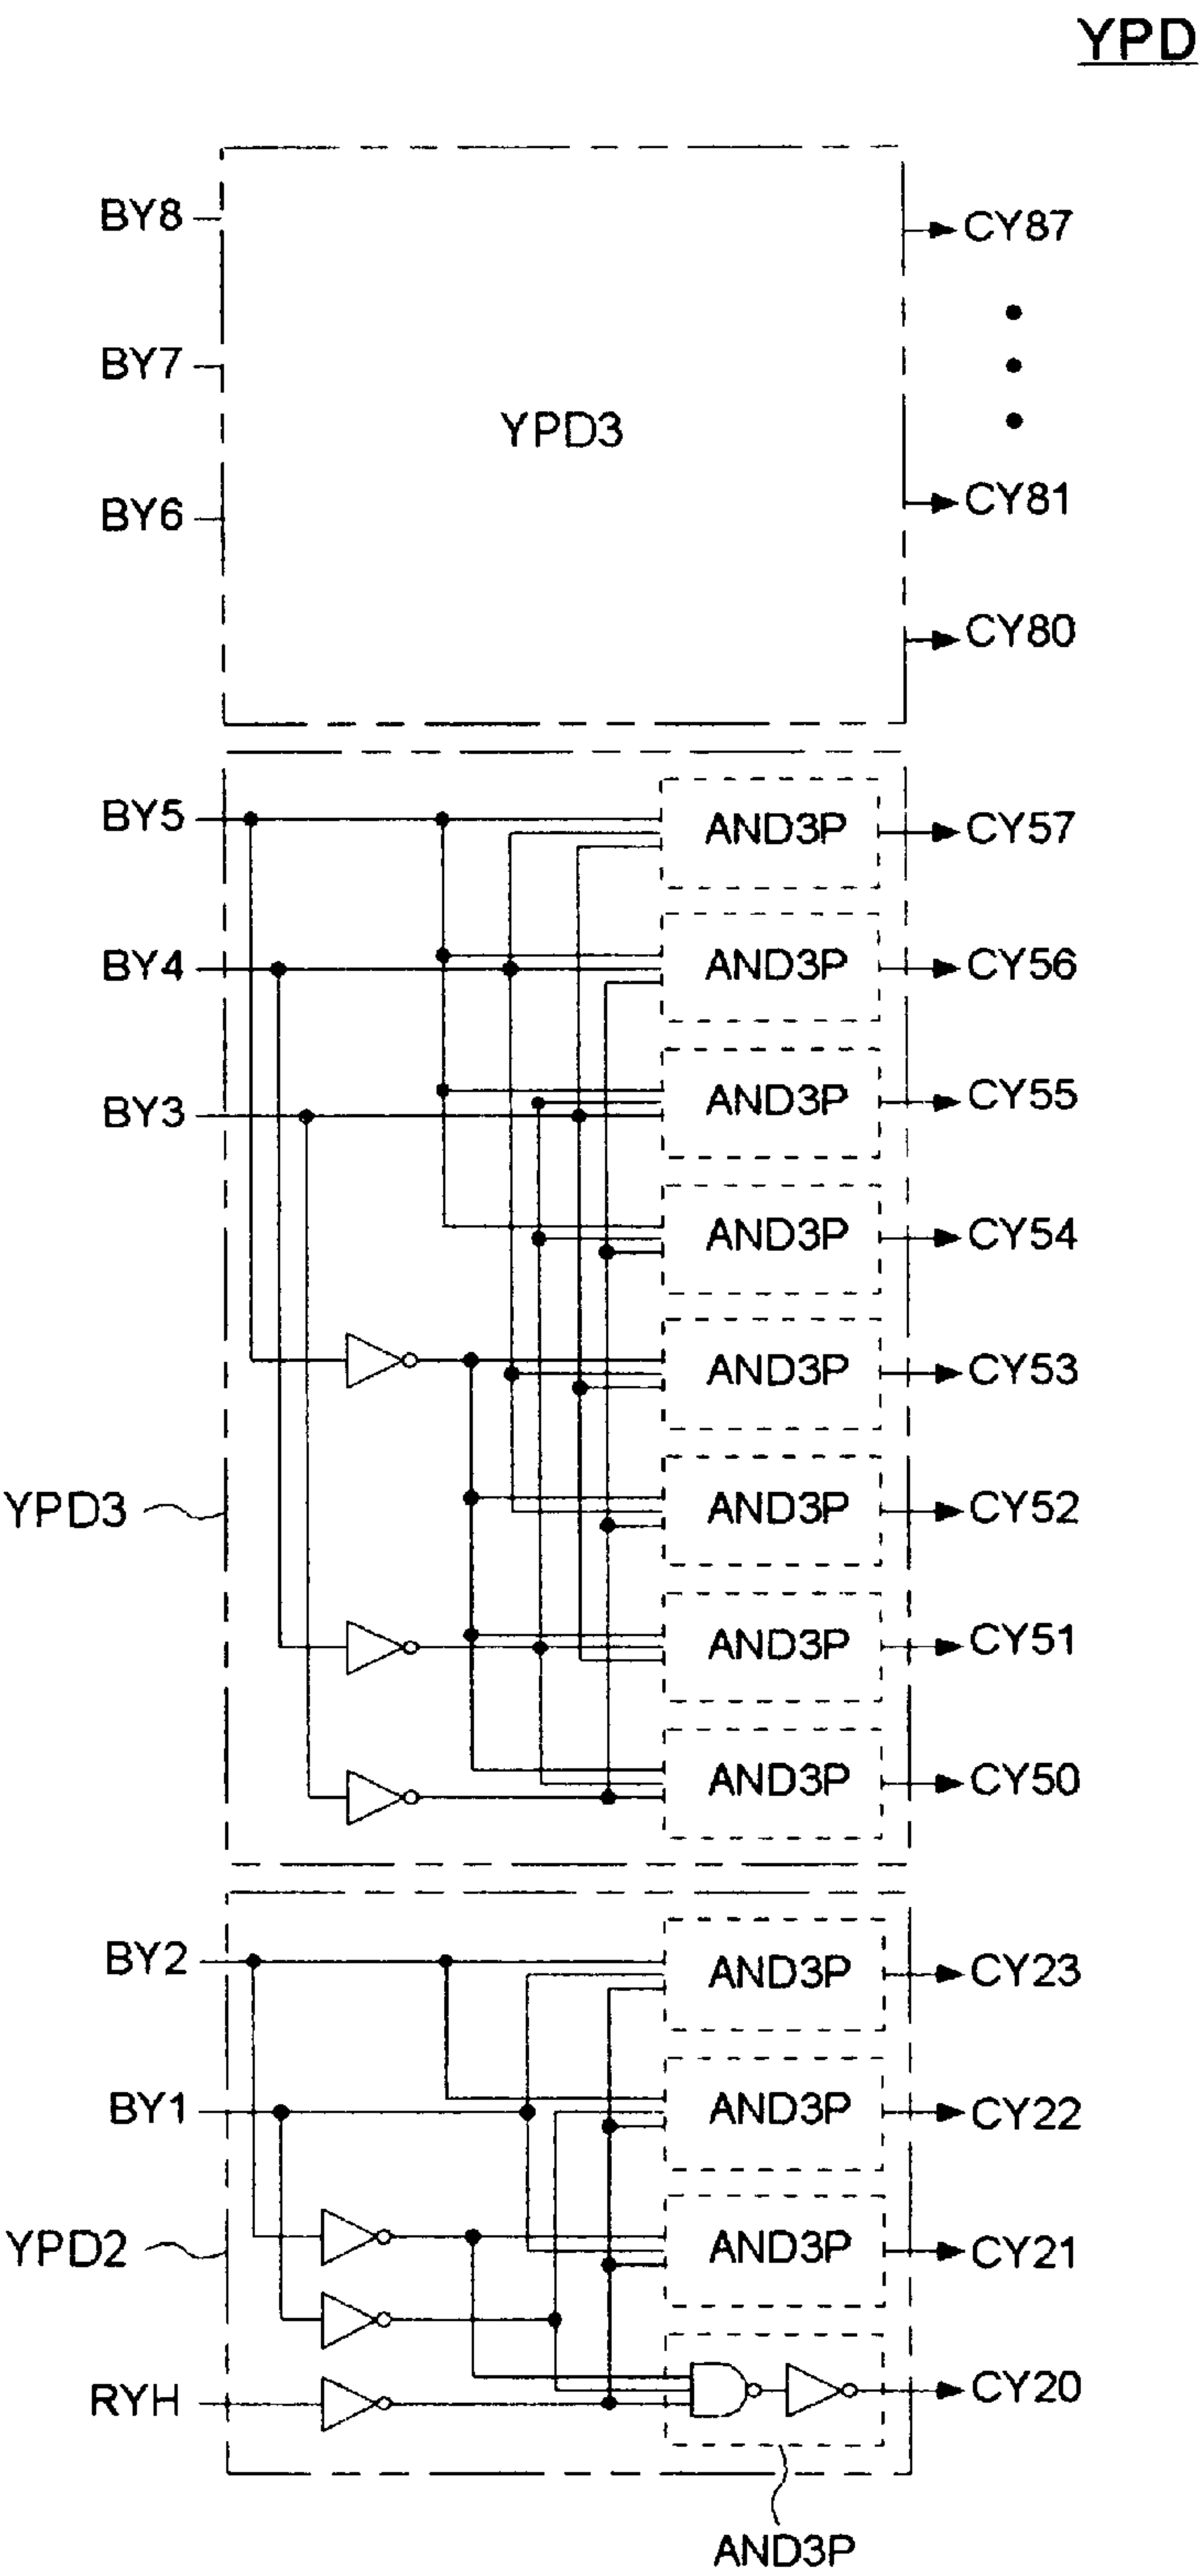 YPD
BY8
CY87
BY7
YPD3
CY81
BY6
CY80
BY5
AND3P
CY57
BY4
AND3P
CY56
BY3
AND3P
CY55
AND3P
CY54
AND3P
CY53
YPD3
AND3P
CY52
AND3P
CY51
AND3P
CY50
BY2
AND3P
CY23
BY1
AND3P
CY22
YPD2
AND3P
CY21
RYH
CY20
AND3P